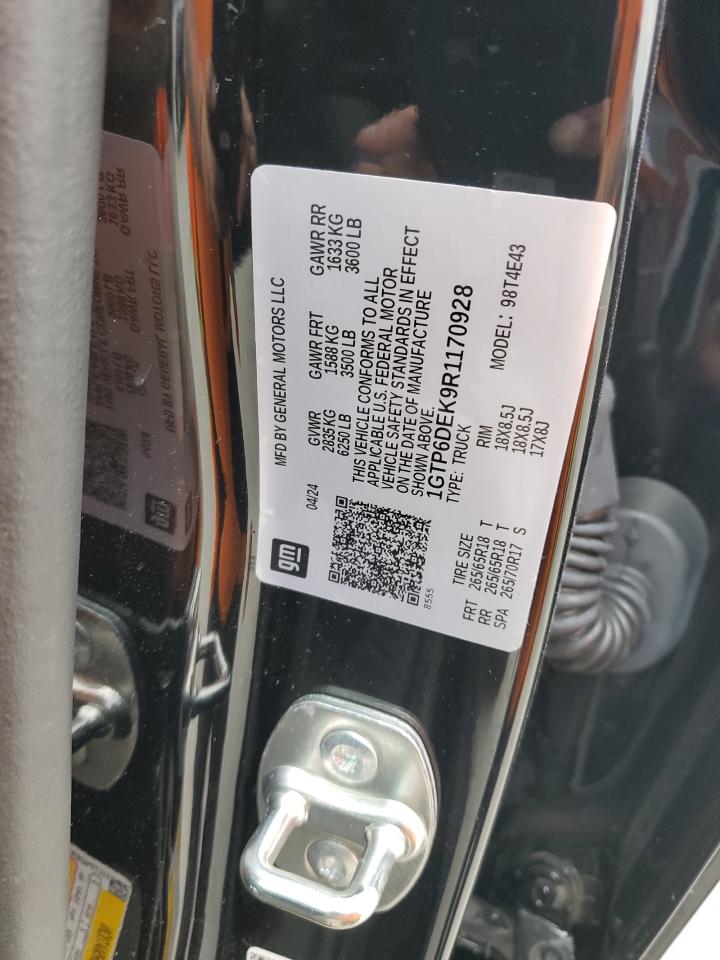 gm
MFD BY GENERAL MOTORS LLC
04/24
GVWR GAWR FRT GAWR RR
2835 KG 1588 KG 1633 KG
6250 LB 3500 LB 3600 LB
THIS VEHICLE CONFORMS TO ALL
APPLICABLE U.S. FEDERAL MOTOR
VEHICLE SAFETY STANDARDS IN EFFECT
ON THE DATE OF MANUFACTURE
SHOWN ABOVE.
1GTP6DEK9R1170928
TYPE: TRUCK MODEL: 98T4E43
8555
TIRE SIZE RIM
FRT 265/65R18 T 18X8.5J
RR 265/65R18 T 18X8.5J
SPA 265/70R17 S 17X8J